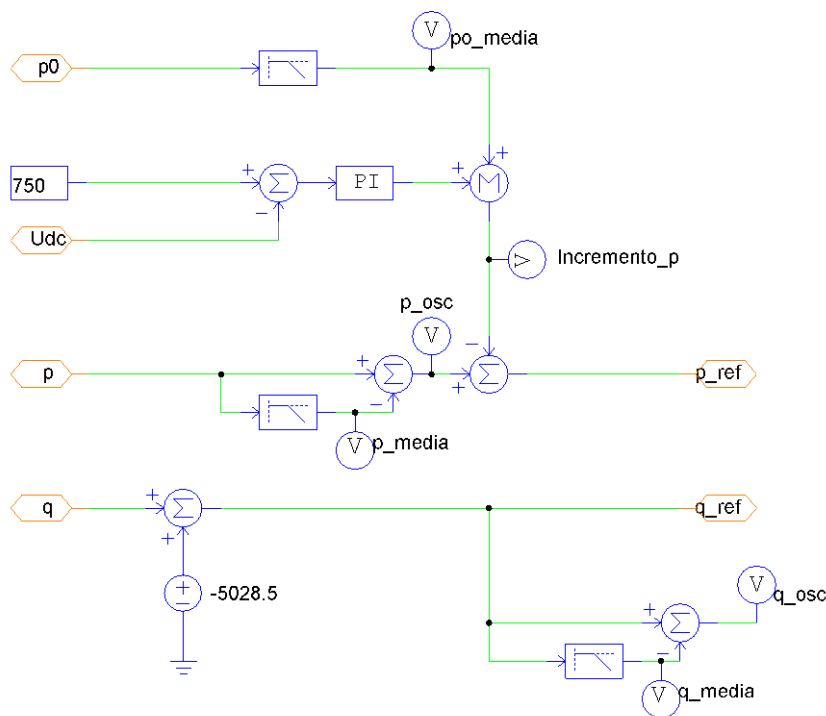 V
po_media
p0
750
Σ
PI
M
Udc
V
Incremento_p
p_osc
V
p
Σ
Σ
p_ref
V
p_media
q
Σ
q_ref
-5028.5
V
q_osc
Σ
V
q_media